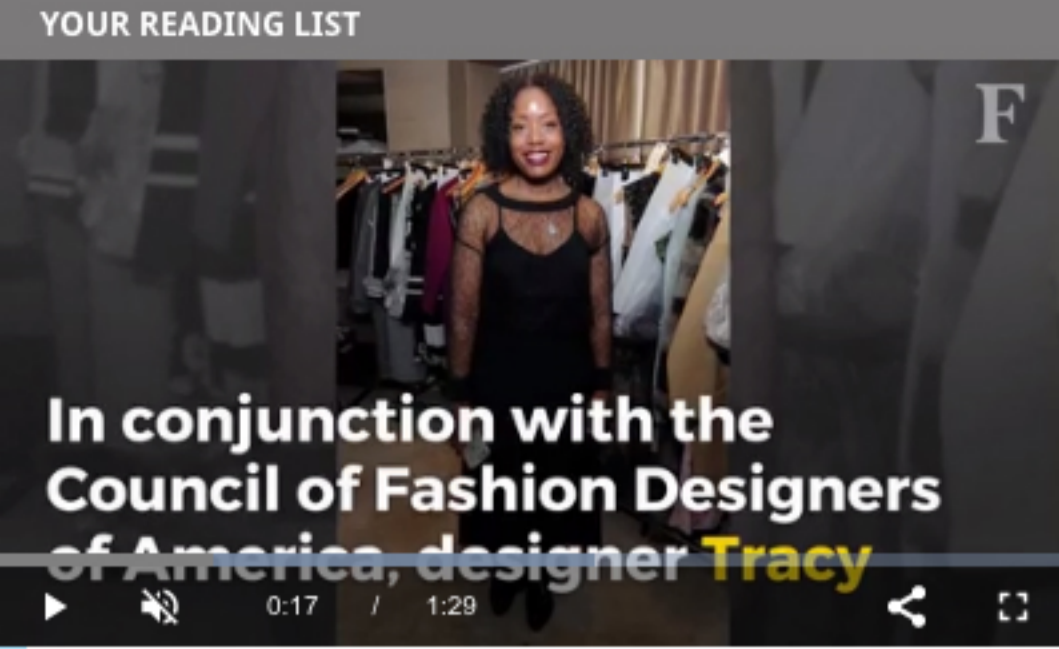 YOUR READING LIST
F
In conjunction with the
Council of Fashion Designers
of America, designer Tracy
0:17 / 1:29